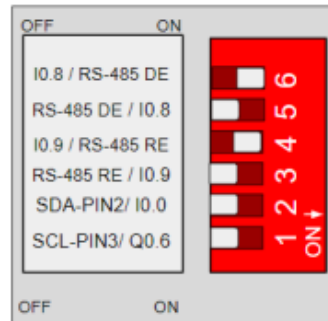 OFF ON
I0.8 / RS-485 DE
RS-485 DE / I0.8
I0.9 / RS-485 RE
RS-485 RE / I0.9
SDA-PIN2/ I0.0
SCL-PIN3/ Q0.6
OFF ON
6
5
4
3
2
1
ON